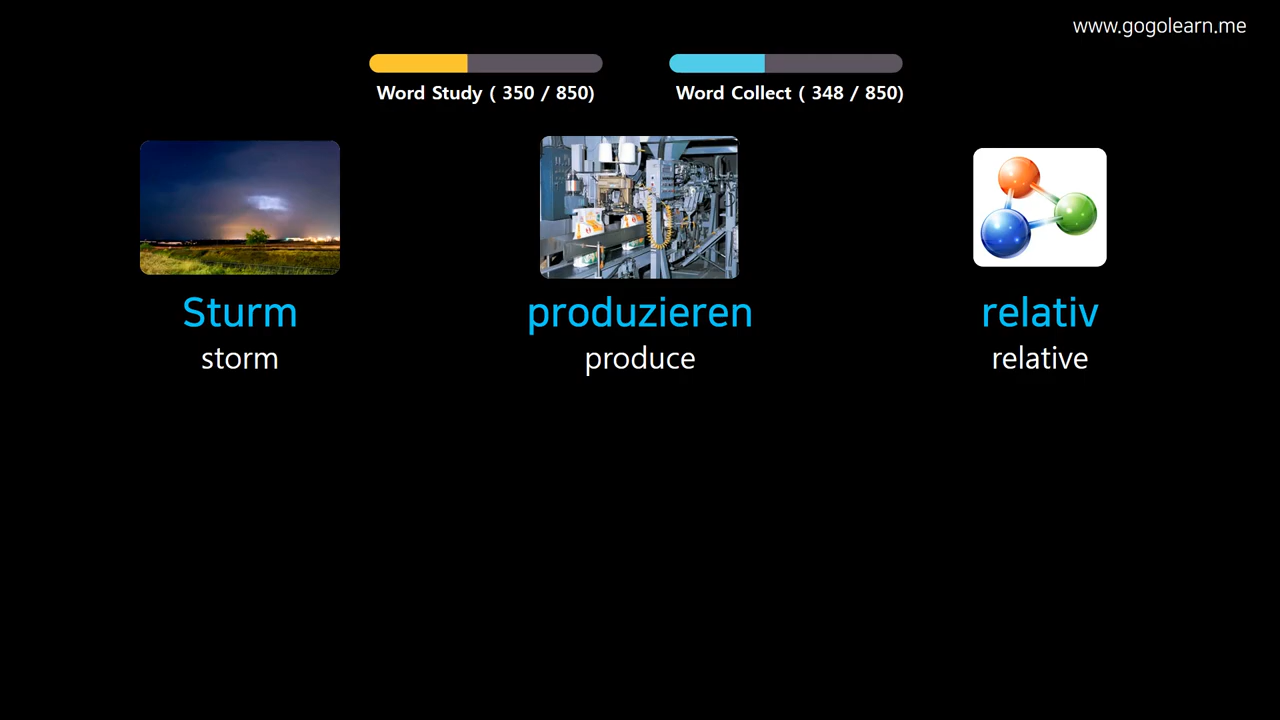 www.gogolearn.me
Word Study ( 350 / 850)
Word Collect ( 348 / 850)
Sturm
storm
produzieren
produce
relativ
relative